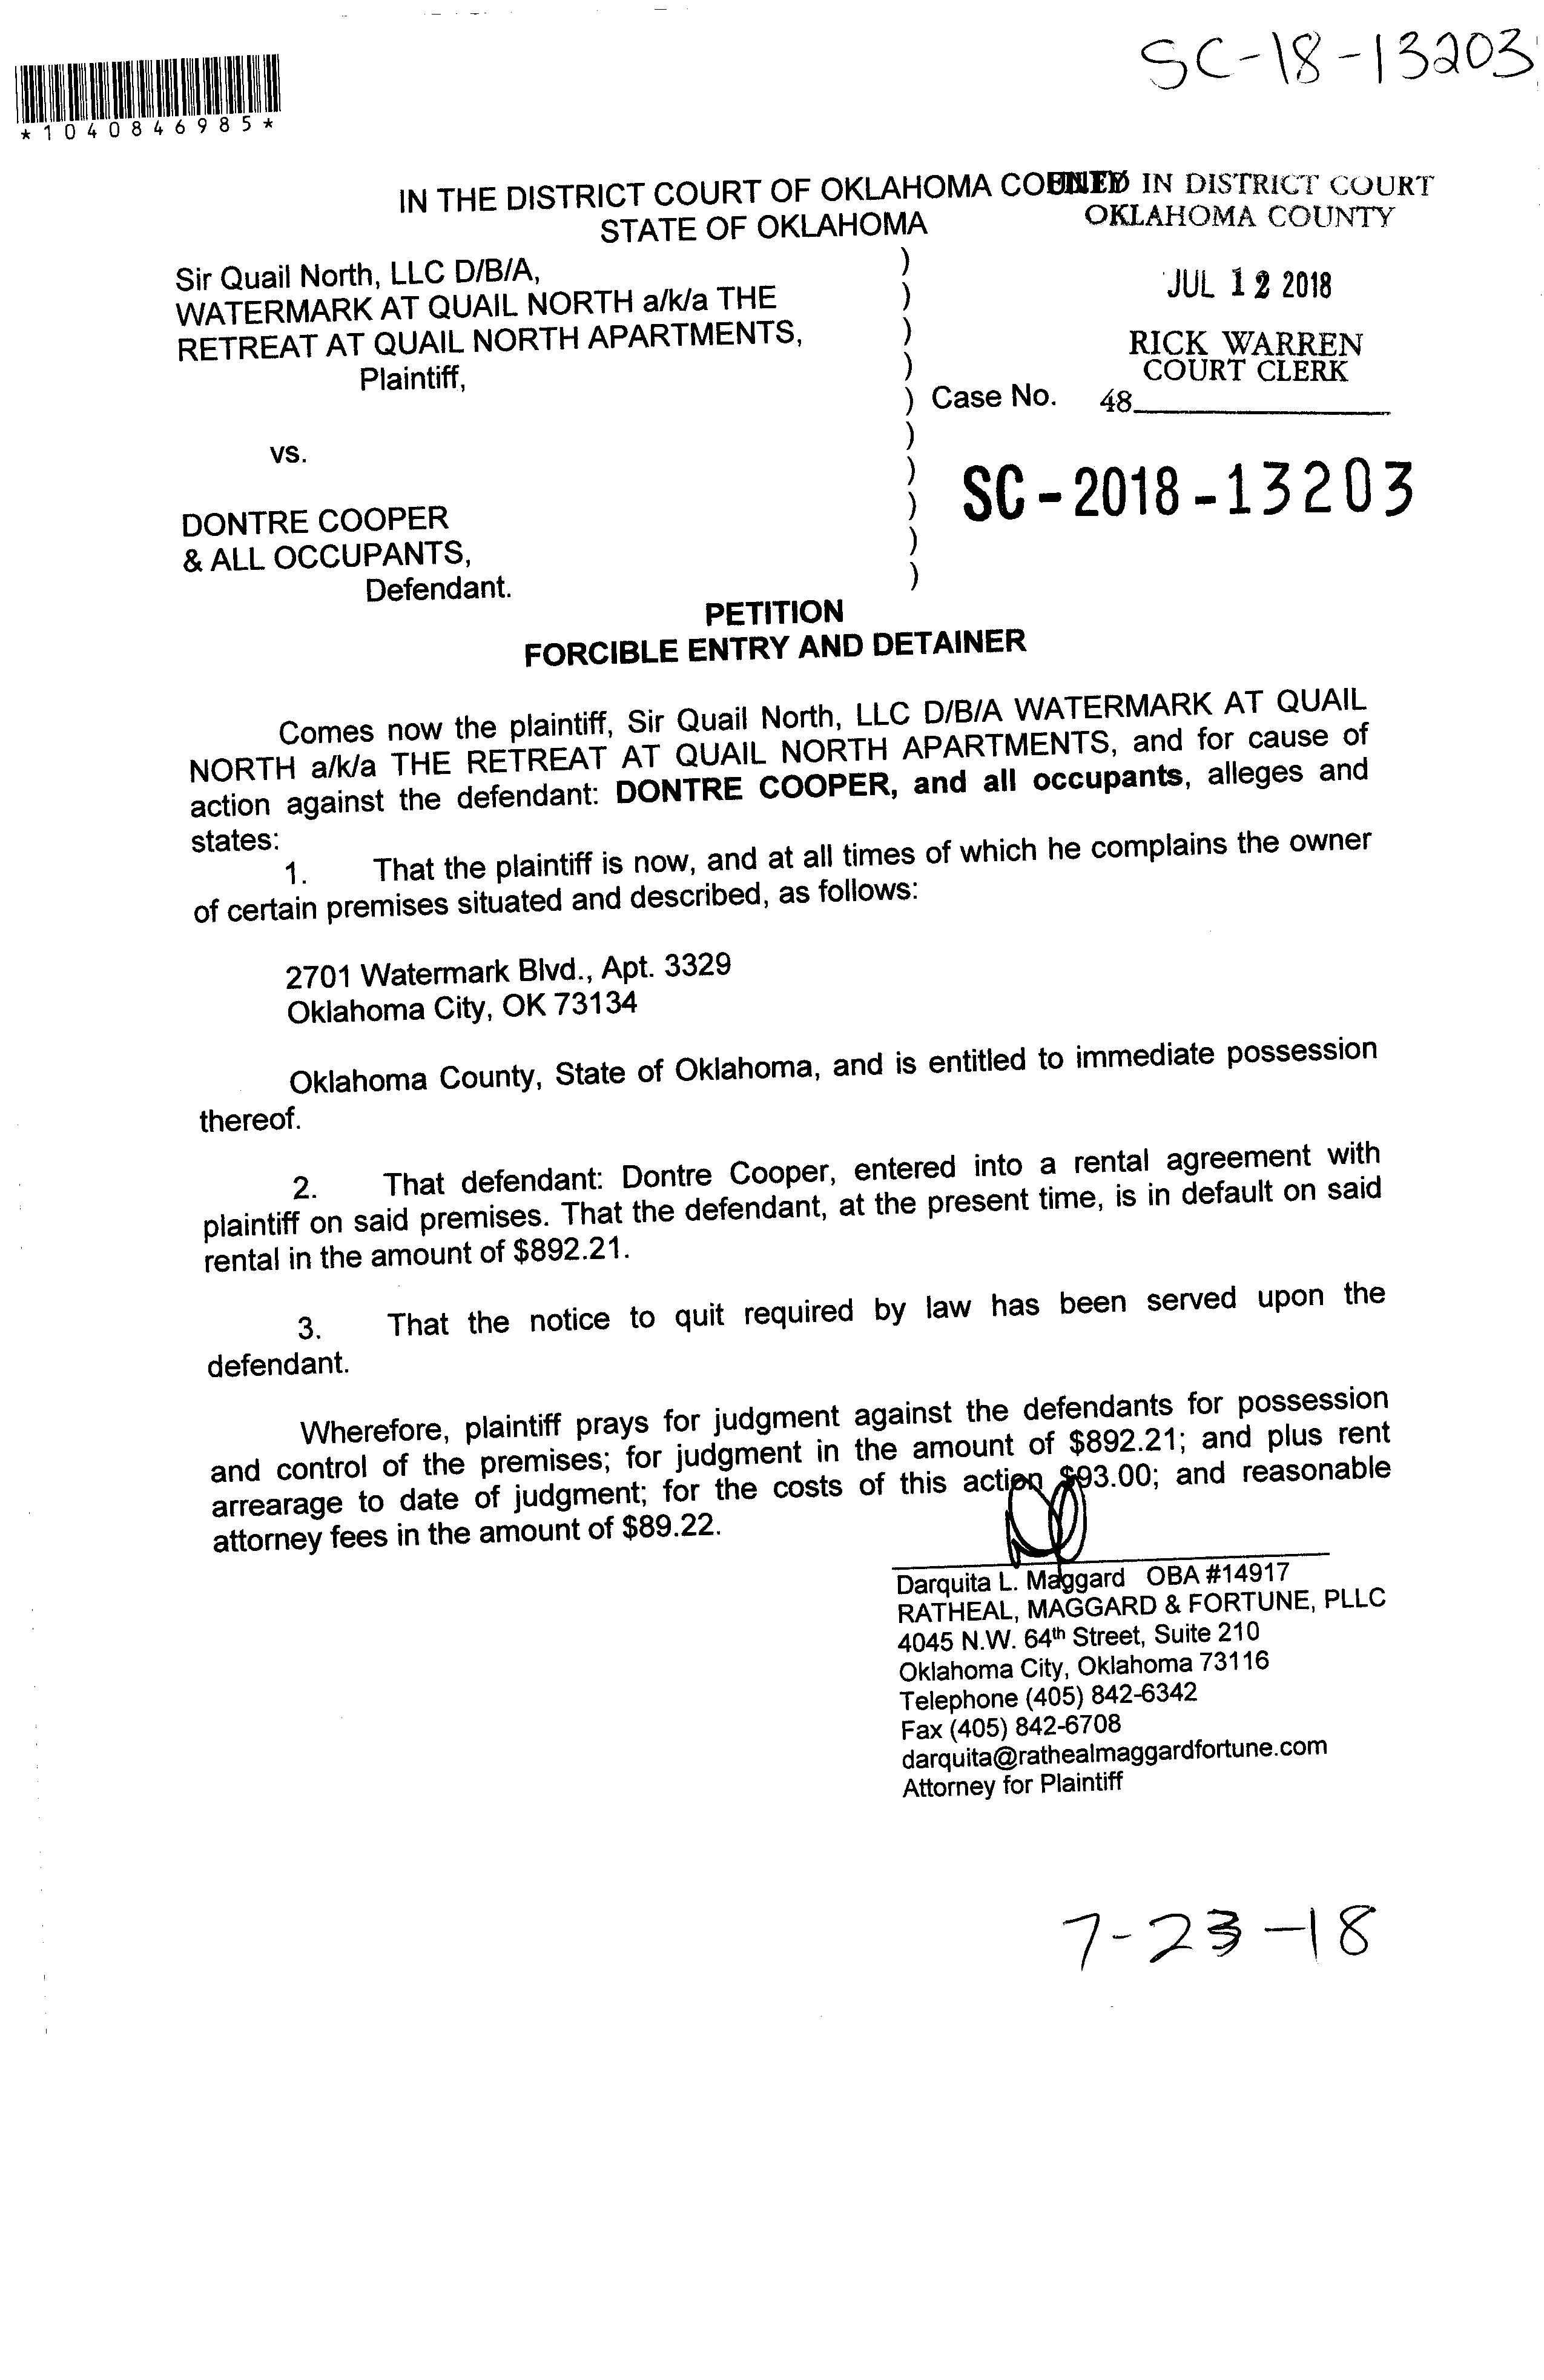 SC-18-13203
*1040846985*
IN THE DISTRICT COURT OF OKLAHOMA COUNTY
STATE OF OKLAHOMA
FILED IN DISTRICT COURT
OKLAHOMA COUNTY
JUL 12 2018
RICK WARREN
COURT CLERK
48
Sir Quail North, LLC D/B/A,
WATERMARK AT QUAIL NORTH a/k/a THE
RETREAT AT QUAIL NORTH APARTMENTS,
Plaintiff,
)
)
)
)
) Case No.
)
)
)
)
)
vs.
SC-2018-13203
DONTRE COOPER
& ALL OCCUPANTS,
Defendant.
PETITION
FORCIBLE ENTRY AND DETAINER
Comes now the plaintiff, Sir Quail North, LLC D/B/A WATERMARK AT QUAIL
NORTH a/k/a THE RETREAT AT QUAIL NORTH APARTMENTS, and for cause of
action against the defendant: DONTRE COOPER, and all occupants, alleges and
states:
1. That the plaintiff is now, and at all times of which he complains the owner
of certain premises situated and described, as follows:
2701 Watermark Blvd., Apt. 3329
Oklahoma City, OK 73134
Oklahoma County, State of Oklahoma, and is entitled to immediate possession
thereof.
2. That defendant: Dontre Cooper, entered into a rental agreement with
plaintiff on said premises. That the defendant, at the present time, is in default on said
rental in the amount of $892.21.
3. That the notice to quit required by law has been served upon the
defendant.
Wherefore, plaintiff prays for judgment against the defendants for possession
and control of the premises; for judgment in the amount of $892.21; and plus rent
arrearage to date of judgment; for the costs of this action $93.00; and reasonable
attorney fees in the amount of $89.22.
Darquita L. Maggard OBA #14917
RATHEAL, MAGGARD & FORTUNE, PLLC
4045 N.W. 64th Street, Suite 210
Oklahoma City, Oklahoma 73116
Telephone (405) 842-6342
Fax (405) 842-6708
darquita@rathealmaggardfortune.com
Attorney for Plaintiff
7-23-18